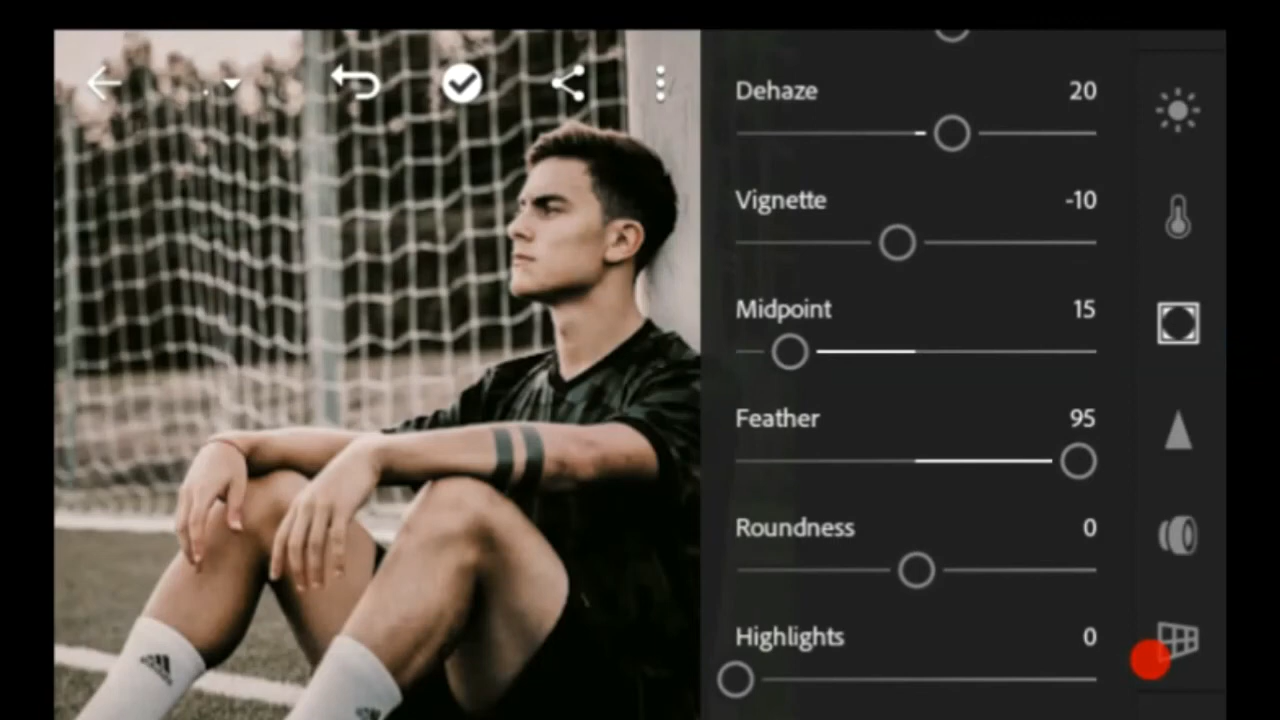 Dehaze 20
Vignette -10
Midpoint 15
Feather 95
Roundness 0
Highlights 0